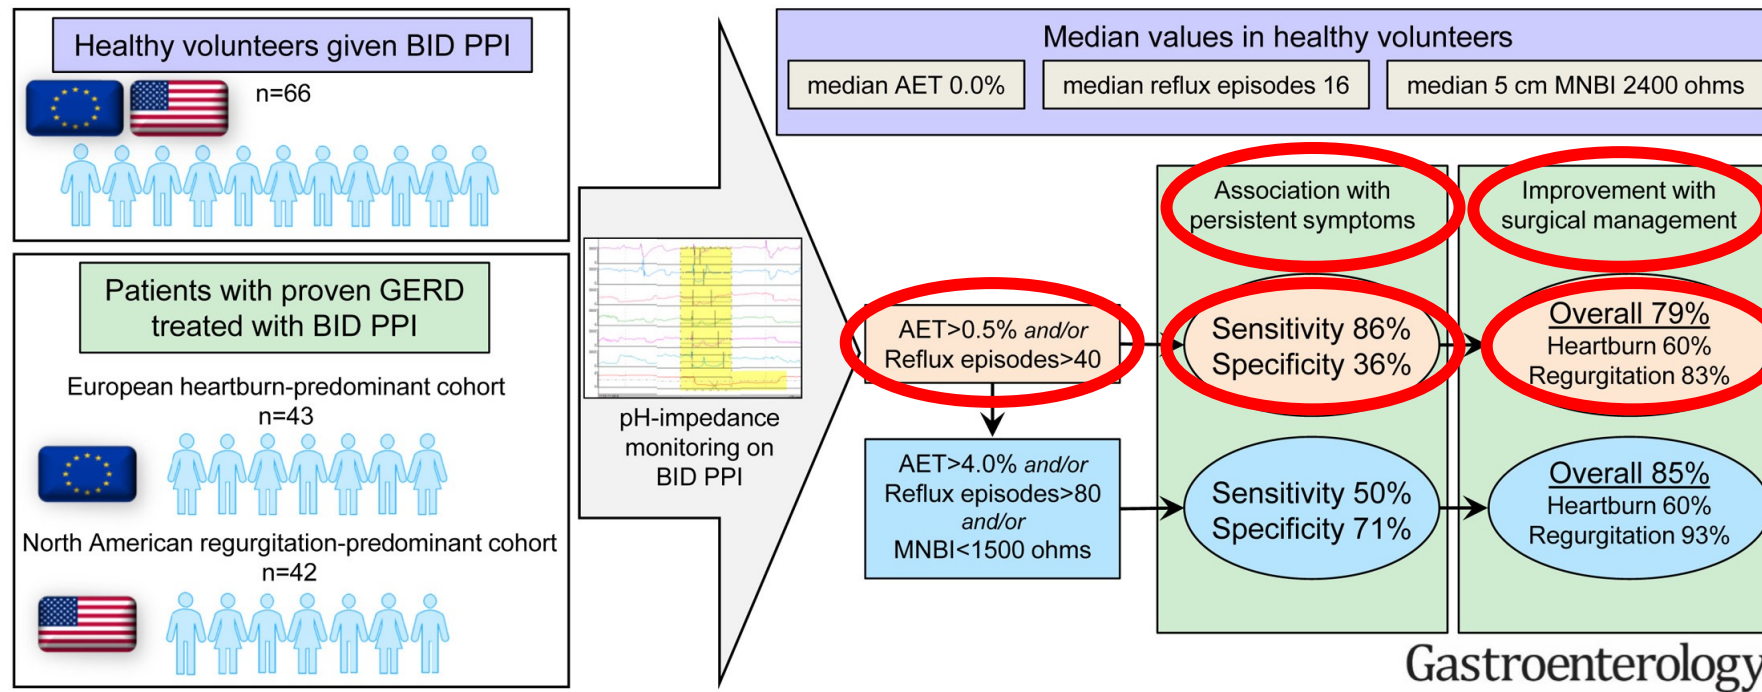 Healthy volunteers given BID PPI
n=66
Patients with proven GERD
treated with BID PPI
European heartburn-predominant cohort
n=43
North American regurgitation-predominant cohort
n=42
pH-impedance
monitoring on
BID PPI
Median values in healthy volunteers
median AET 0.0%
median reflux episodes 16
median 5 cm MNBI 2400 ohms
Association with
persistent symptoms
Improvement with
surgical management
AET>0.5% and/or
Reflux episodes>40
Sensitivity 86%
Specificity 36%
Overall 79%
Heartburn 60%
Regurgitation 83%
AET>4.0% and/or
Reflux episodes>80
and/or
MNBI<1500 ohms
Sensitivity 50%
Specificity 71%
Overall 85%
Heartburn 60%
Regurgitation 93%
Gastroenterology